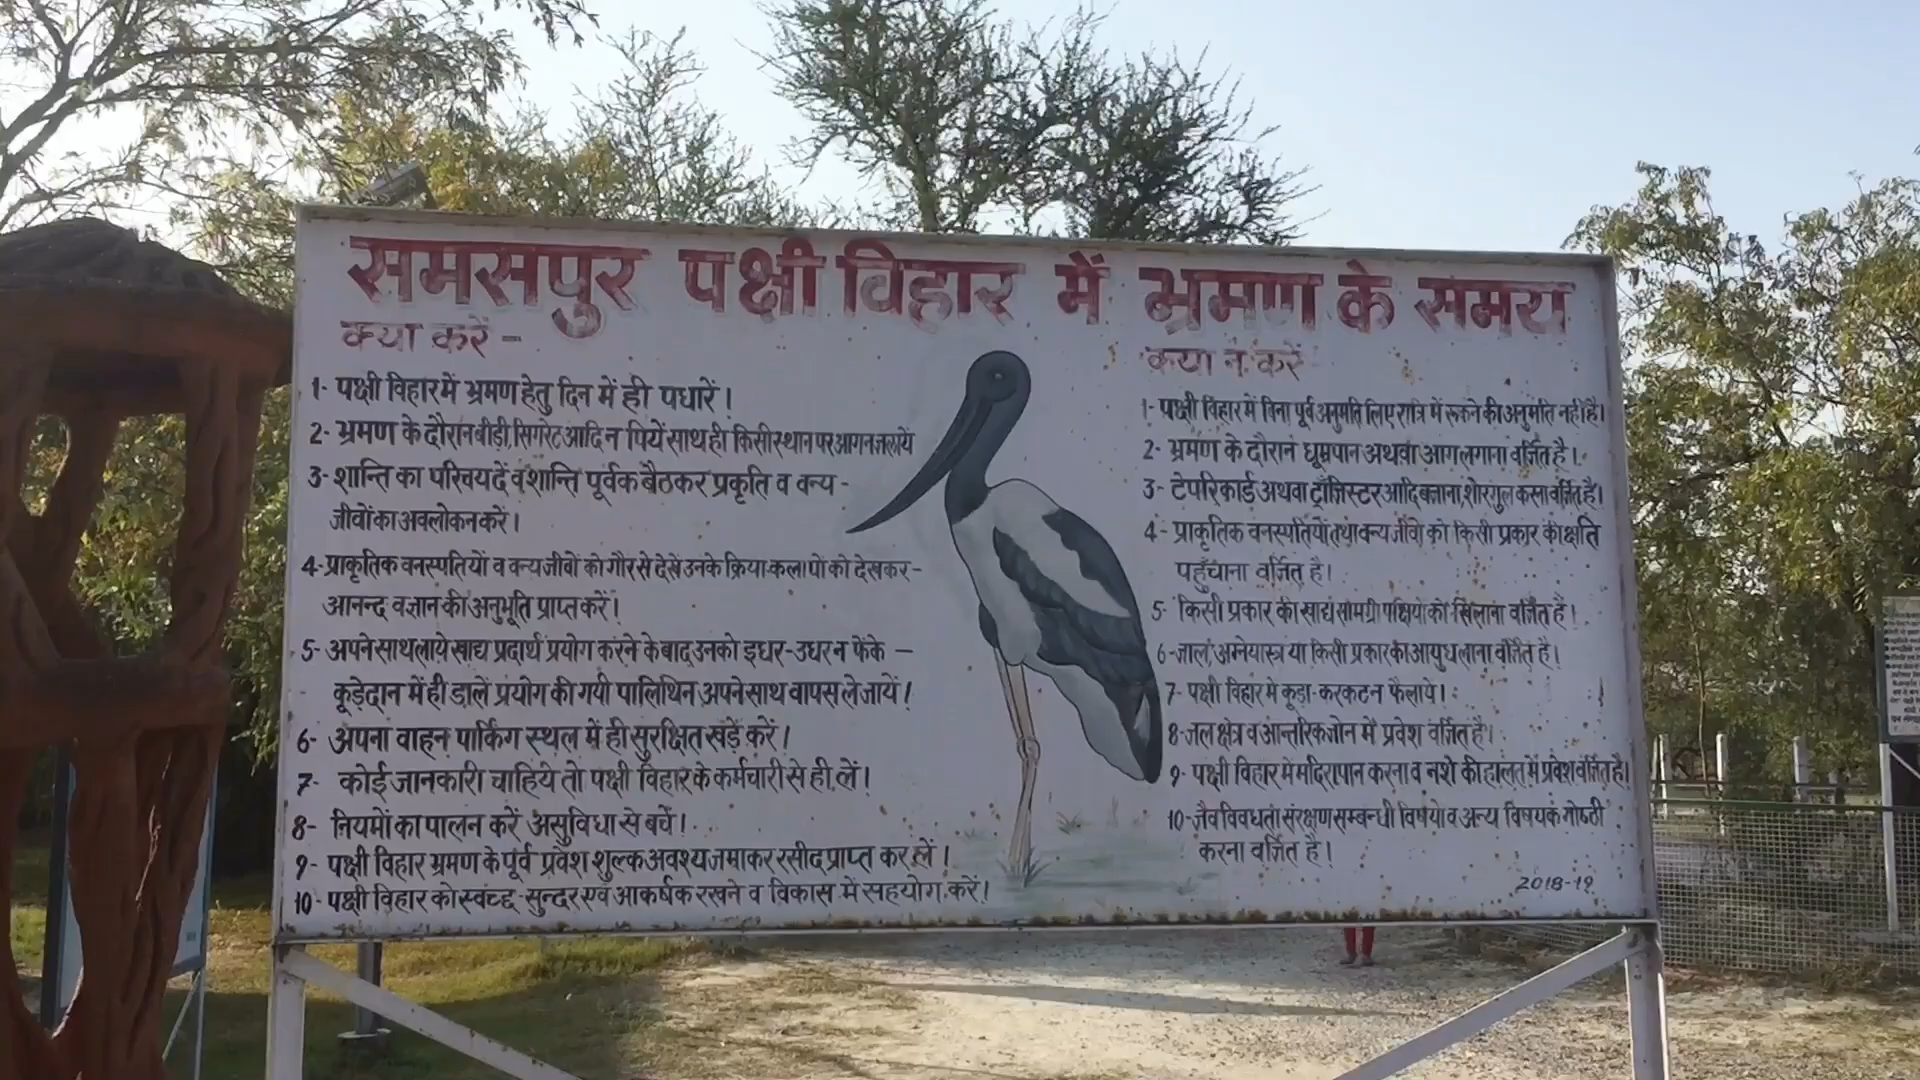 समसपुर पक्षी विहार में भ्रमण के समय
क्या करें -
1- पक्षी विहार में भ्रमण हेतु दिन में ही पधारें।
2- भ्रमण के दौरान बीडी, सिगरेट आदि न पियें साथ ही किसी स्थान पर आग न जलायें
3- शान्ति का परिचय दें व शान्ति पूर्वक बैठकर प्रकृति व वन्य -
जीवों का अवलोकन करें।
4- प्राकृतिक वनस्पतियों व वन्य जीवों को गौर से देखें उनके क्रिया-कलापों को देखकर -
आनन्द व ज्ञान की अनुभूति प्राप्त करें।
5- अपने साथ लाये खाद्य प्रदार्थ प्रयोग करने के बाद उनको इधर-उधर न फेंके -
कूड़ेदान में ही डालें प्रयोग की गयी पालिथिन अपने साथ वापस ले जायें।
6- अपना वाहन पार्किंग स्थल में ही सुरक्षित खड़ें करें।
7- कोई जानकारी चाहिये तो पक्षी विहार के कर्मचारी से ही लें।
8- नियमों का पालन करें असुविधा से बचें।
9- पक्षी विहार भ्रमण के पूर्व प्रवेश शुल्क अवश्य जमा कर रसीद प्राप्त कर लें।
10- पक्षी विहार को स्वच्छ सुन्दर एवं आकर्षक रखने व विकास में सहयोग करें।
क्या न करें
1- पक्षी विहार में बिना पूर्व अनुमति लिए रात्रि में रूकने की अनुमति नहीं है।
2- भ्रमण के दौरान धूम्रपान अथवा आग लगाना वर्जित है।
3- टेपरिकार्ड अथवा ट्रांजिस्टर आदि बजाना, शोरगुल करना वर्जित है।
4- प्राकृतिक वनस्पतियों तथा वन्य जीवों को किसी प्रकार की क्षति
पहुँचाना वर्जित है।
5- किसी प्रकार का खाद्य सामग्री पक्षियों को खिलाना वर्जित है।
6- जाल, अग्नेयास्त्र या किसी प्रकार का आयुध लाना वर्जित है।
7- पक्षी विहार में कूड़ा-करकट न फैलायें।
8- जल क्षेत्र व आन्तरिक जोन में प्रवेश वर्जित है।
9- पक्षी विहार में मदिरापान करना व नशे की हालत में प्रवेश वर्जित है।
10- जैव विवधता संरक्षण सम्बन्धी विषयों व अन्य विषयक गोष्ठी
करना वर्जित है।
2018-19